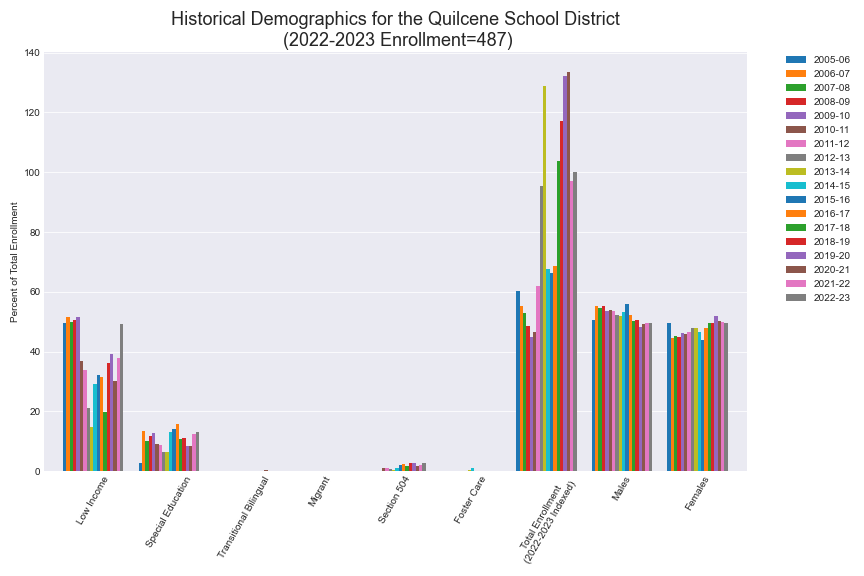 Historical Demographics for the Quilcene School District
(2022-2023 Enrollment=487)
Percent of Total Enrollment
140
120
100
80
60
40
20
0
Low Income
Special Education
Transitional Bilingual
Migrant
Section 504
Foster Care
Total Enrollment
(2022-2023 Indexed)
Males
Females
2005-06
2006-07
2007-08
2008-09
2009-10
2010-11
2011-12
2012-13
2013-14
2014-15
2015-16
2016-17
2017-18
2018-19
2019-20
2020-21
2021-22
2022-23